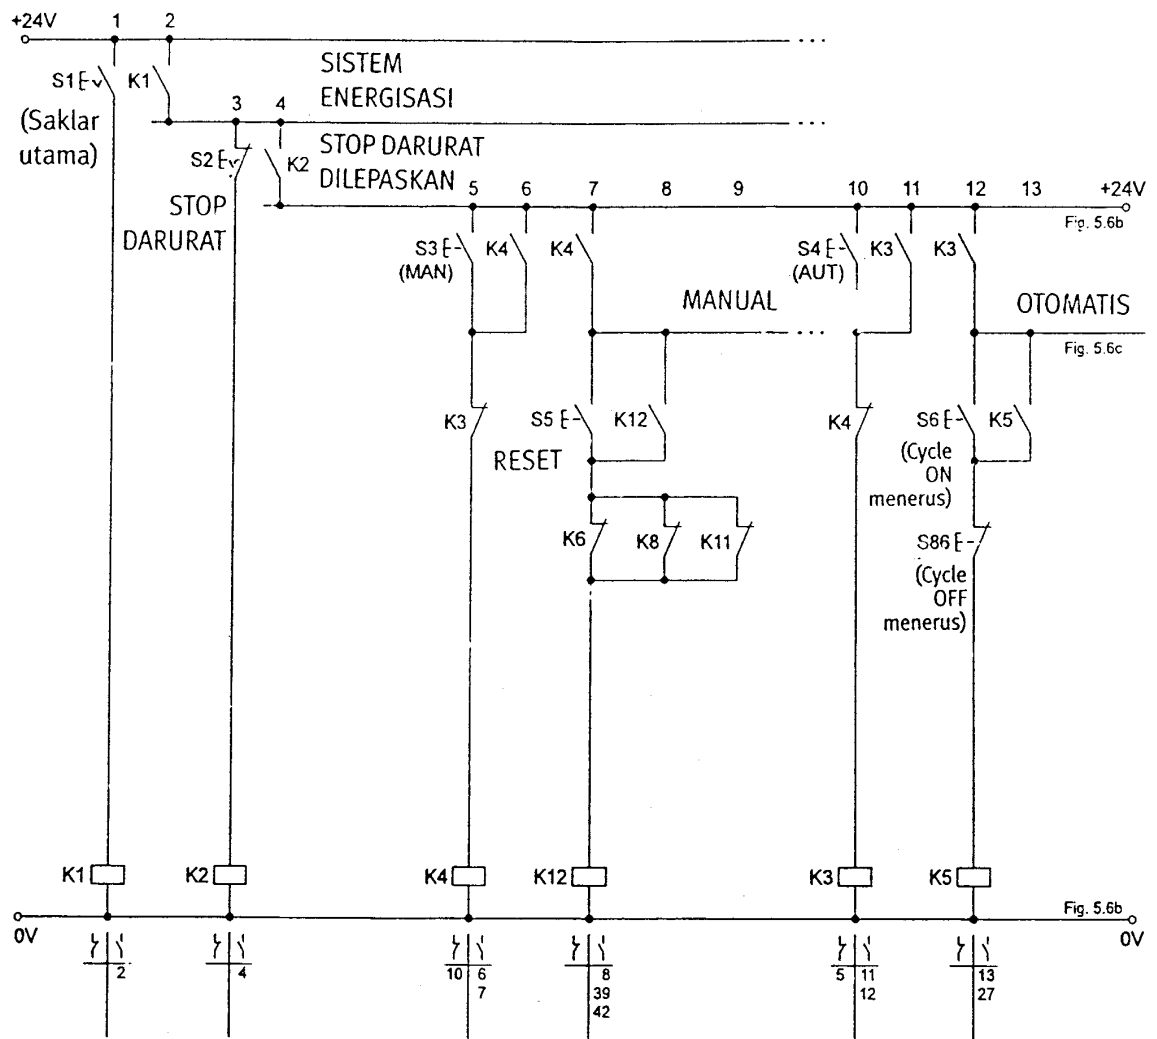 +24V 1 2
S1 K1 SISTEM
ENERGISASI
(Saklar
utama)
3 4
S2 K2 STOP DARURAT
DILEPASKAN
STOP
DARURAT
5 6 7 8 9 10 11 12 13 +24V
Fig. 5.6b
S3 K4 K4 S4 K3 K3
(MAN) (AUT)
MANUAL OTOMATIS
Fig. 5.6c
K3 S5 K12 K4 S6 K5
RESET (Cycle
ON
menerus)
K6 K8 K11 S86
(Cycle
OFF
menerus)
K1 K2 K4 K12 K3 K5
Fig. 5.6b
0V 0V
2 4 10 6 8 5 11 13
7 39 12 27
42